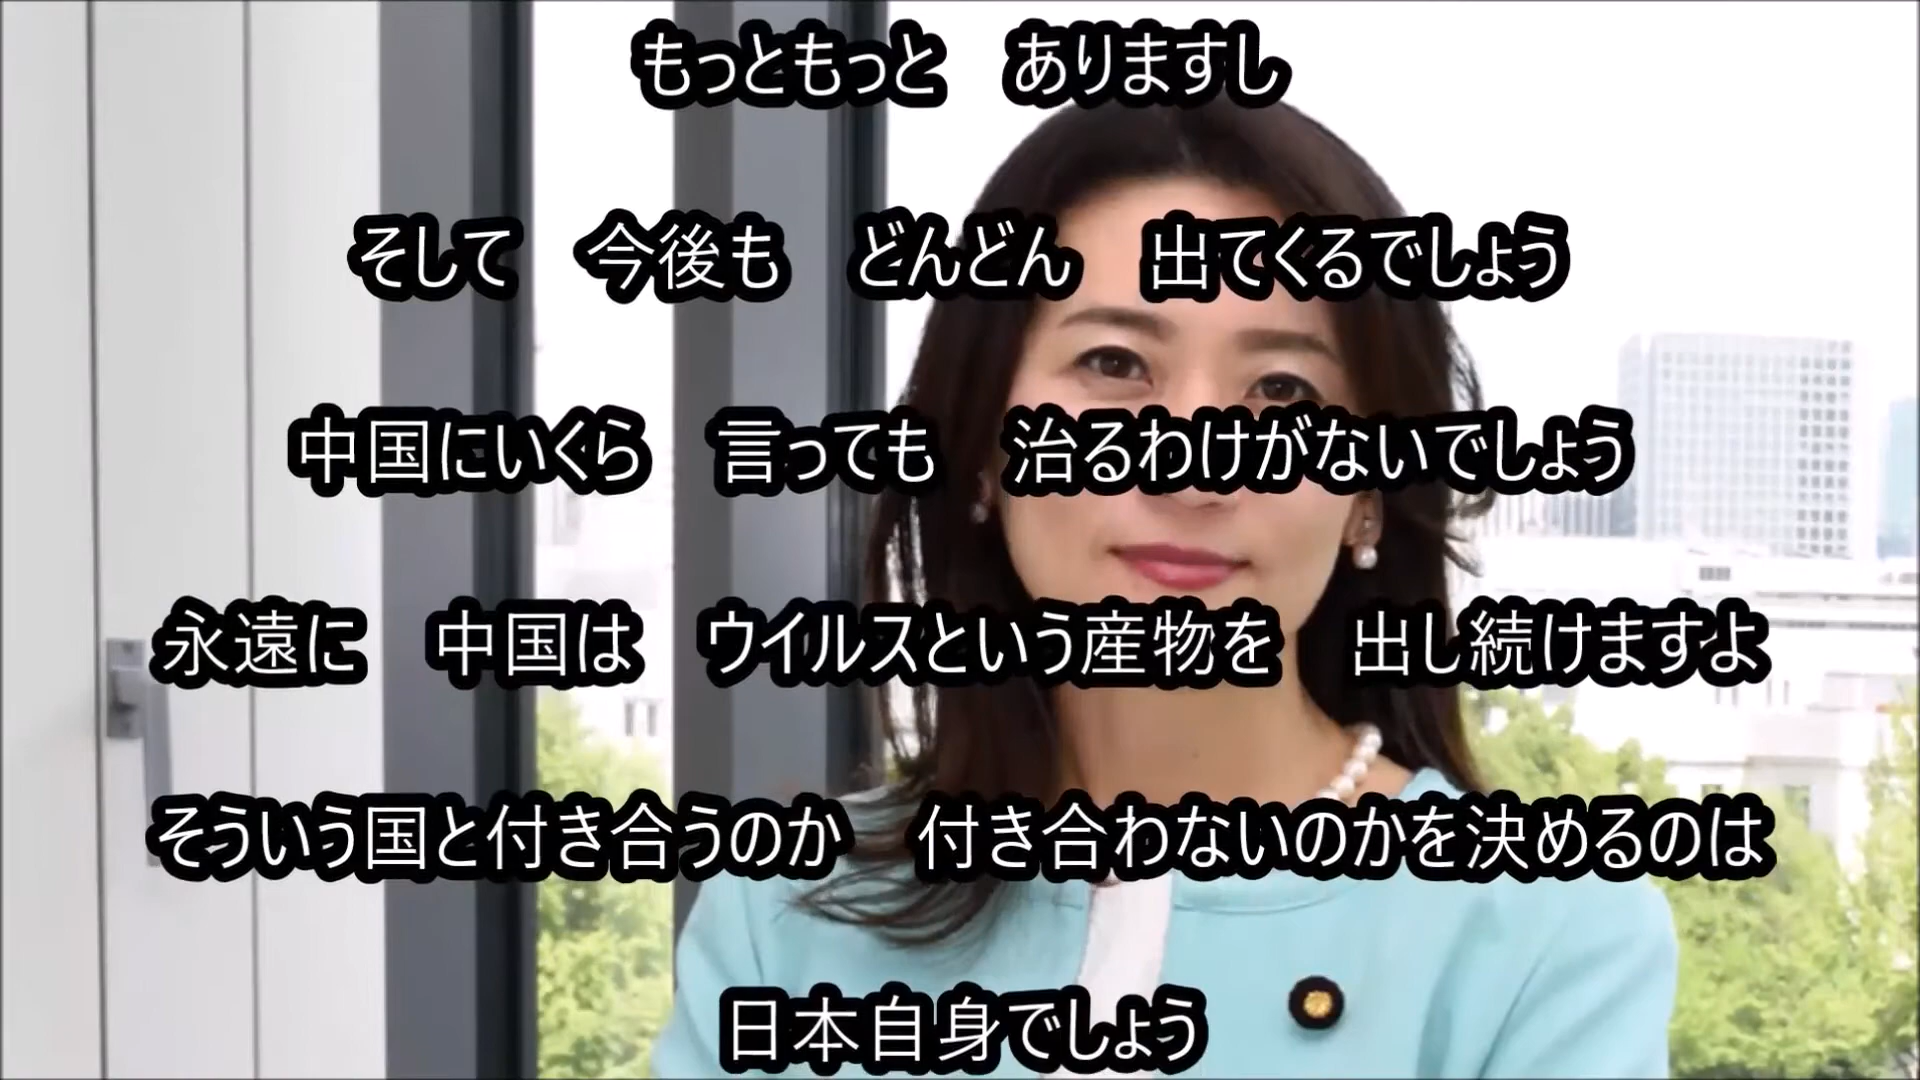 もっともっと　ありますし
そして　今後も　どんどん　出てくるでしょう
中国にいくら　言っても　治るわけがないでしょう
永遠に　中国は　ウイルスという産物を　出し続けますよ
そういう国と付き合うのか　付き合わないのかを決めるのは
日本自身でしょう